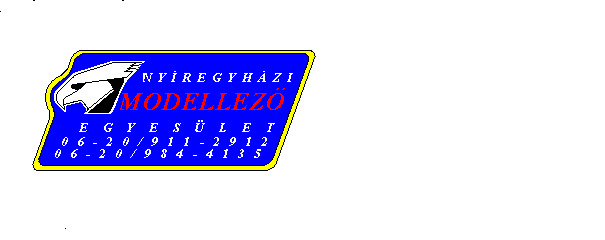 NYÍREGYHÁZI
MODELLEZŐ
EGYESÜLET
06-20/911-2912
06-20/984-4135